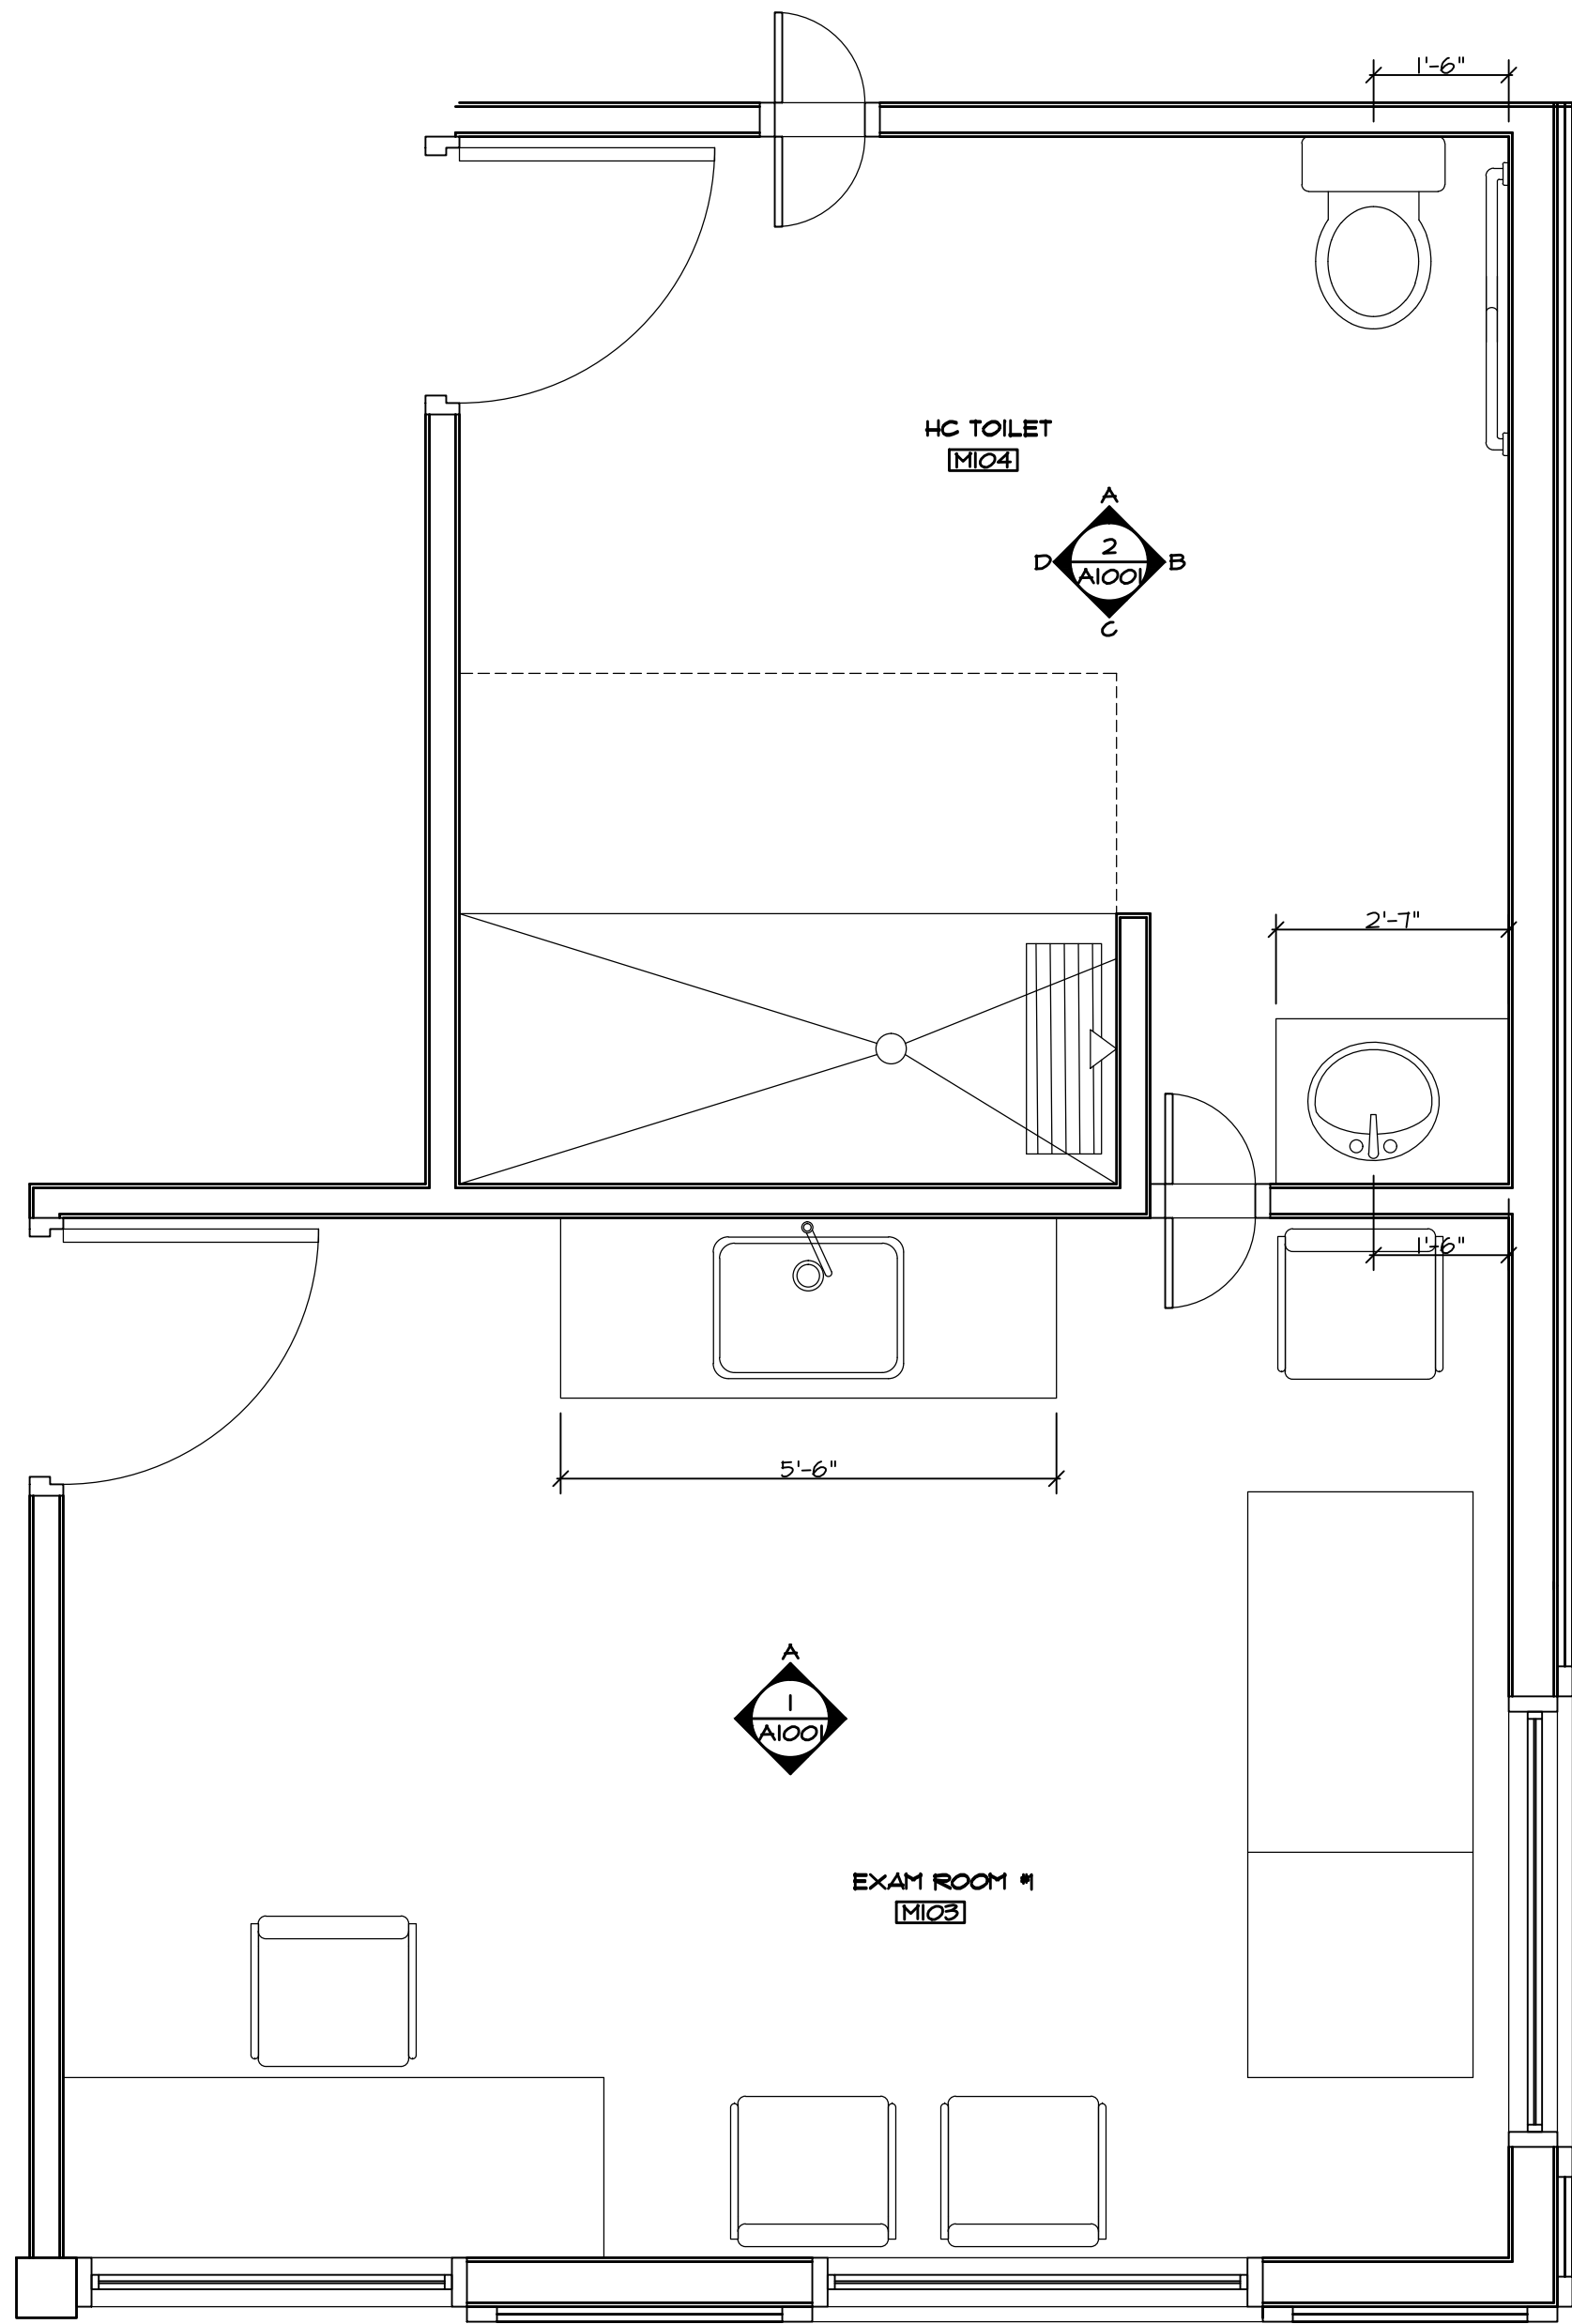 1'-6"
HC TOILET
M104
A
2
D B
A1001
C
2'-7"
1'-6"
5'-6"
A
1
A1001
EXAM ROOM #1
M103